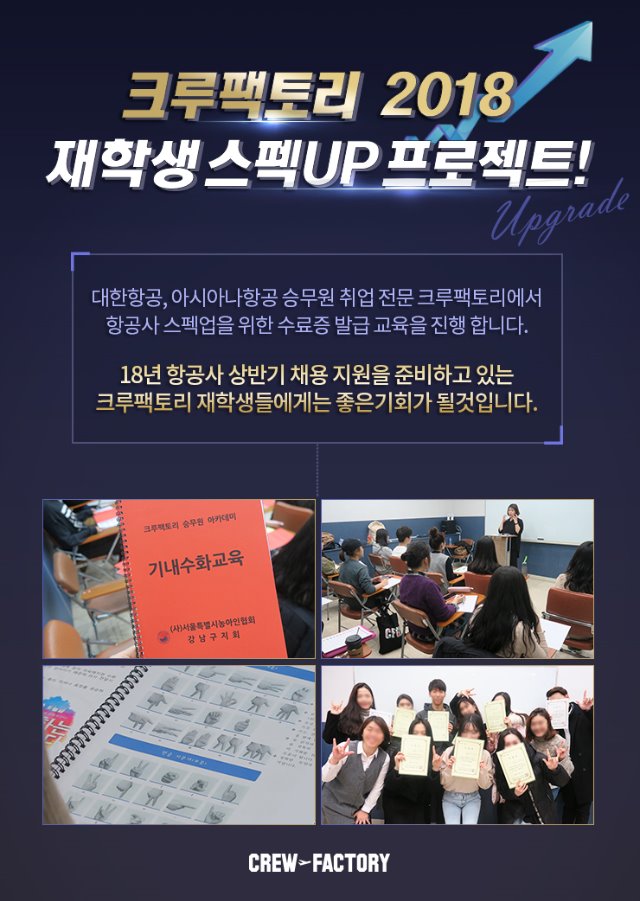 크루팩토리 2018
재학생 스펙UP 프로젝트!
Upgrade
대한항공, 아시아나항공 승무원 취업 전문 크루팩토리에서
항공사 스펙업을 위한 수료증 발급 교육을 진행 합니다.
18년 항공사 상반기 채용 지원을 준비하고 있는
크루팩토리 재학생들에게는 좋은기회가 될것입니다.
크루팩토리 승무원 아카데미
기내수화교육
(사)서울특별시농아인협회
강남구지회
CREW FACTORY